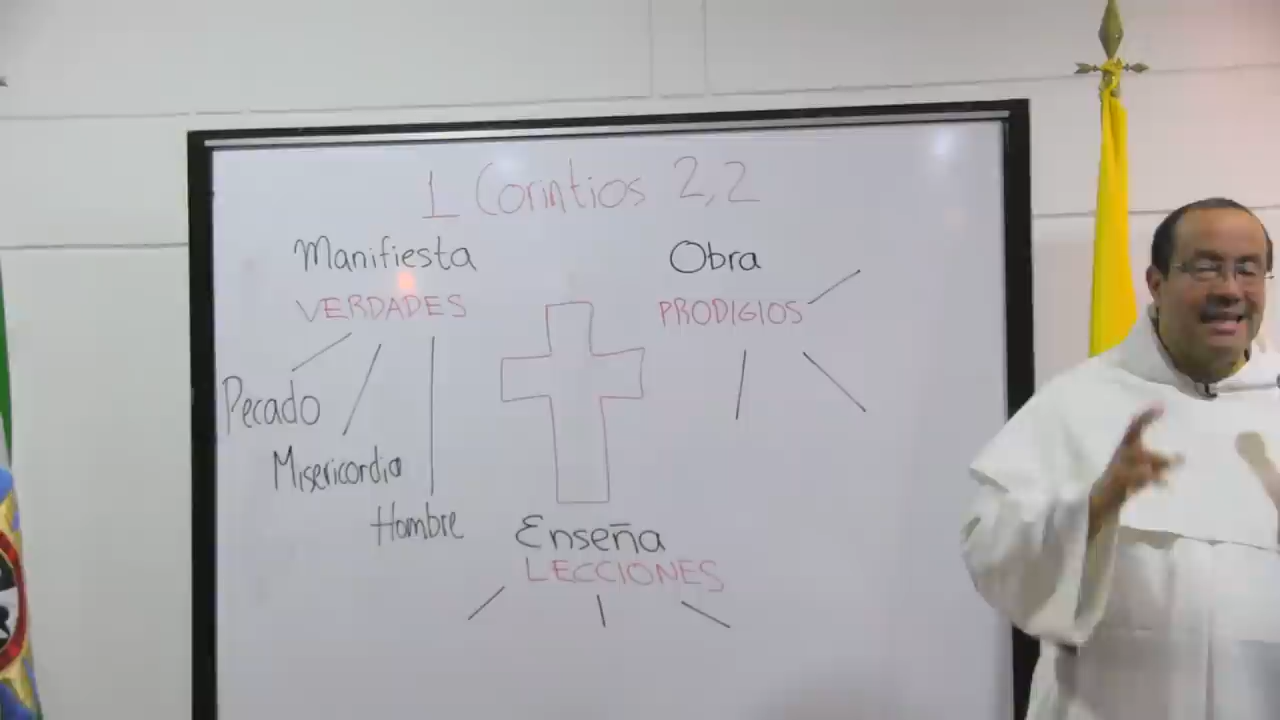 1 Corintios 2,2
Manifiesta
VERDADES
Pecado
Misericordia
Hombre
Obra
PRODIGIOS
Enseña
LECCIONES